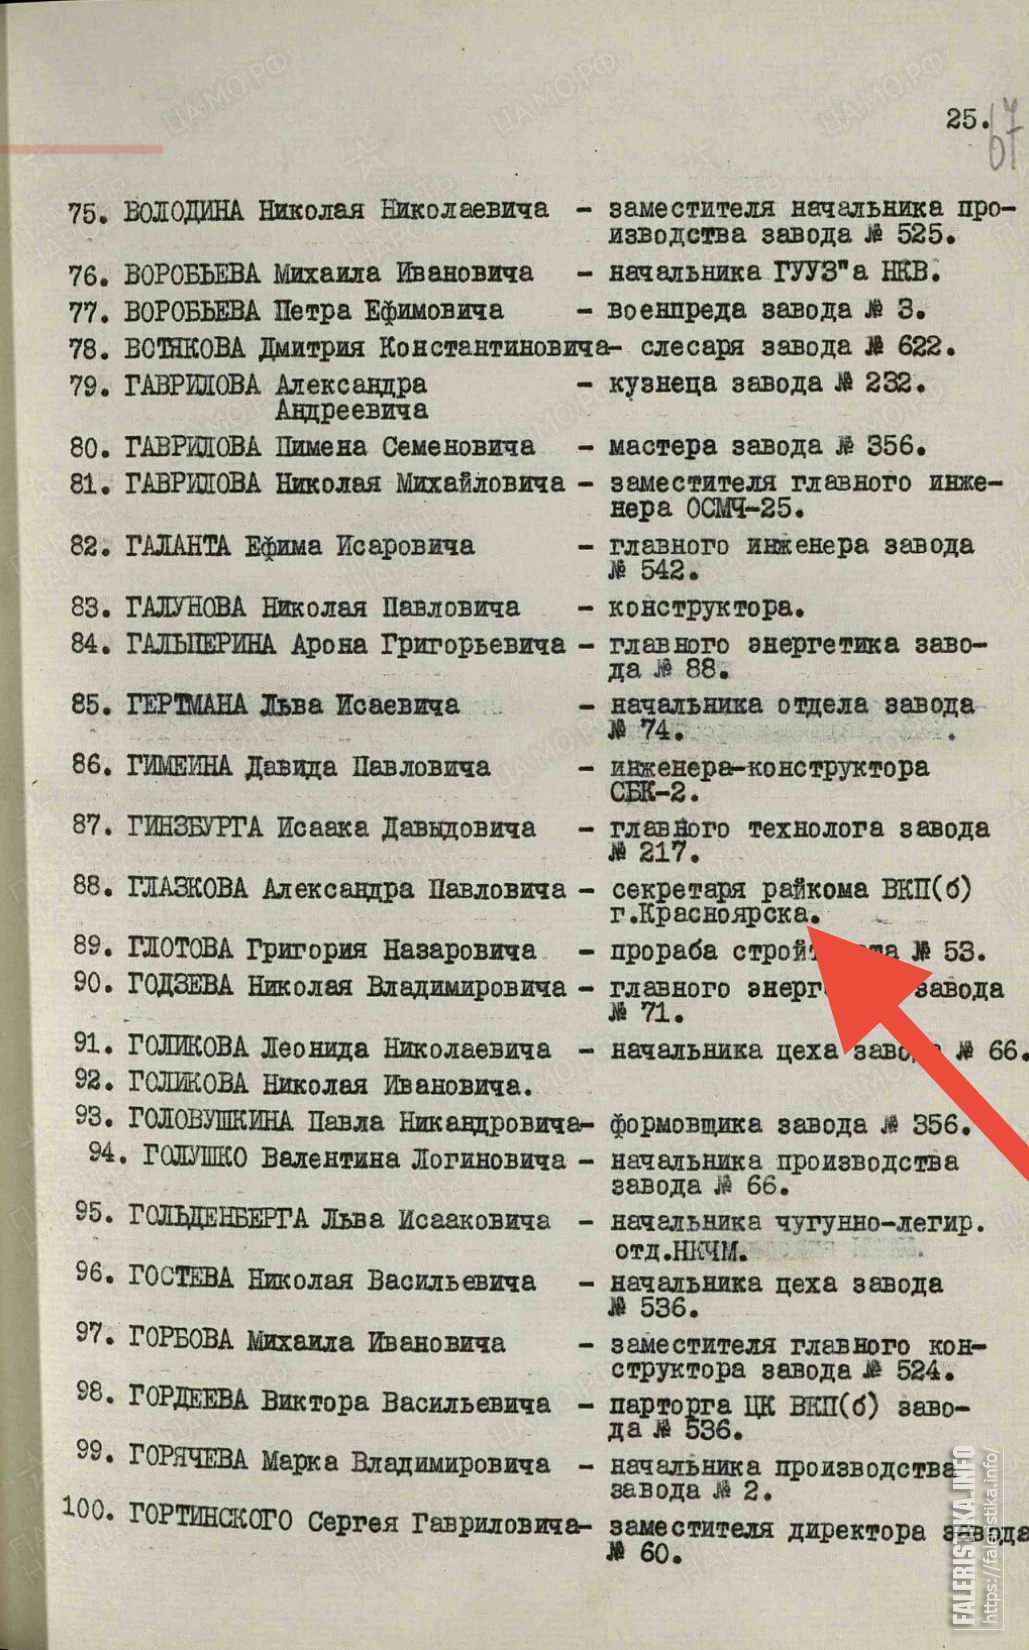 25.
75. ВОЛОДИНА Николая Николаевича - заместителя начальника про-
изводства завода № 525.
76. ВОРОБЬЕВА Михаила Ивановича - начальника ГУУЗ"а НКВ.
77. ВОРОБЬЕВА Петра Ефимовича - военпреда завода № 3.
78. ВОТЯКОВА Дмитрия Константиновича- слесаря завода № 622.
79. ГАВРИЛОВА Александра - кузнеца завода № 232.
Андреевича
80. ГАВРИЛОВА Пимена Семеновича - мастера завода № 356.
81. ГАВРИЛОВА Николая Михайловича - заместителя главного инже-
нера ОСМЧ-25.
82. ГАЛАНТА Ефима Исаровича - главного инженера завода
№ 542.
83. ГАЛУНОВА Николая Павловича - конструктора.
84. ГАЛЬПЕРИНА Арона Григорьевича - главного энергетика заво-
да № 88.
85. ГЕРТМАНА Льва Исаевича - начальника отдела завода
№ 74.
86. ГИМЕИНА Давида Павловича - инженера-конструктора
СБК-2.
87. ГИНЗБУРГА Исаака Давыдовича - главного технолога завода
№ 217.
88. ГЛАЗКОВА Александра Павловича - секретаря райкома ВКП(б)
г.Красноярска.
89. ГЛОТОВА Григория Назаровича - прораба № 53.
90. ГОДЗЕВА Николая Владимировича - главного завода
№ 71.
91. ГОЛИКОВА Леонида Николаевича - начальника цеха завода № 66.
92. ГОЛИКОВА Николая Ивановича.
93. ГОЛОВУШКИНА Павла Никандровича- формовщика завода № 356.
94. ГОЛУШКО Валентина Логиновича - начальника производства
завода № 66.
95. ГОЛЬДЕНБЕРГА Льва Исааковича - начальника чугунно-легир.
отд.НКЧМ.
96. ГОСТЕВА Николая Васильевича - начальника цеха завода
№ 536.
97. ГОРБОВА Михаила Ивановича - заместителя главного кон-
структора завода № 524.
98. ГОРДЕЕВА Виктора Васильевича - парторга ЦК ВКП(б) заво-
да № 536.
99. ГОРЯЧЕВА Марка Владимировича - начальника производства
завода № 2.
100. ГОРТИНСКОГО Сергея Гавриловича- заместителя директора завода
№ 60.
FALERISTIKA.INFO
https://faleristika.info/